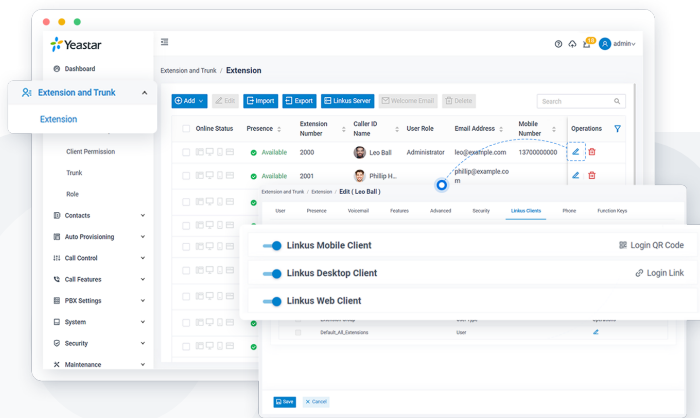 Yeastar
admin
Dashboard
Extension and Trunk / Extension
Extension and Trunk
Add Edit Import Export Linkus Server Welcome Email Delete Search
Extension
Online Status Presence Extension Number Caller ID Name User Role Email Address Mobile Number Operations
Client Permission
Available 2000 Leo Ball Administrator leo@example.com 13700000000
Trunk
Available 2001 Phillip H.. phillip@example.com
Role
Extension and Trunk / Extension / Edit ( Leo Ball )
User Presence Voicemail Features Advanced Security Linkus Clients Phone Function Keys
Contacts
Auto Provisioning
Linkus Mobile Client Login QR Code
Call Control
Linkus Desktop Client Login Link
Call Features
Linkus Web Client
PBX Settings
System
Default_All_Extensions User
Security
Maintenance
Save Cancel